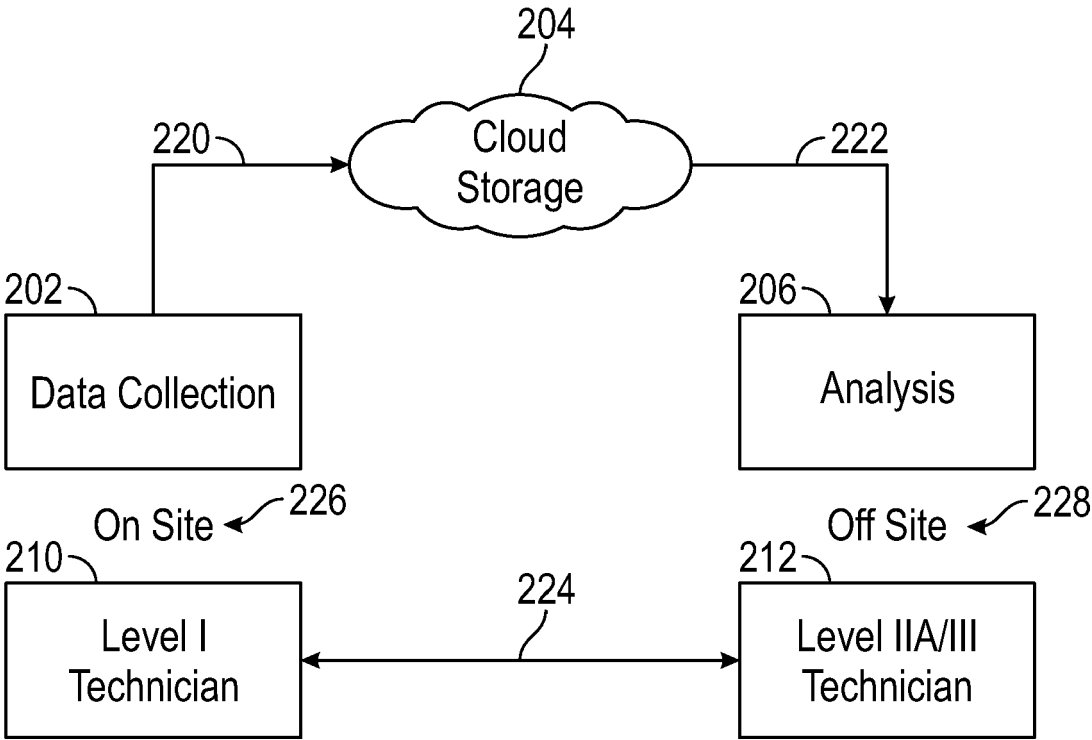 204
220
Cloud
Storage
222
202
206
Data Collection
Analysis
On Site
226
Off Site
228
210
212
224
Level I
Technician
Level IIA/III
Technician